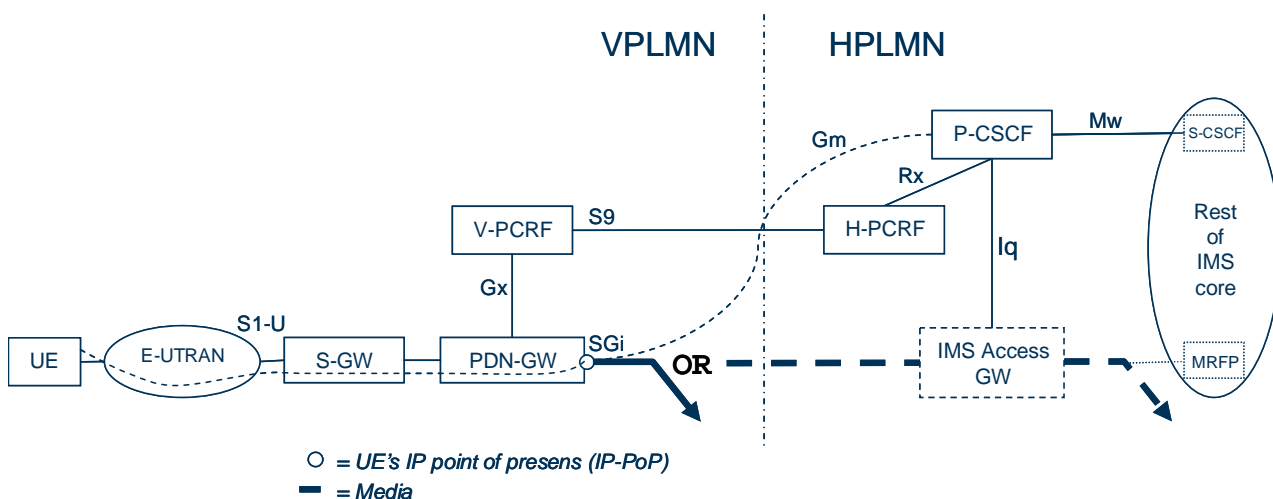 VPLMN
HPLMN
P-CSCF
Mw
S-CSCF
Gm
Rx
V-PCRF
S9
H-PCRF
Rest
of
IMS
core
Iq
Gx
S1-U
SGi
UE
E-UTRAN
S-GW
PDN-GW
OR
IMS Access
GW
MRFP
= UE's IP point of presens (IP-PoP)
= Media